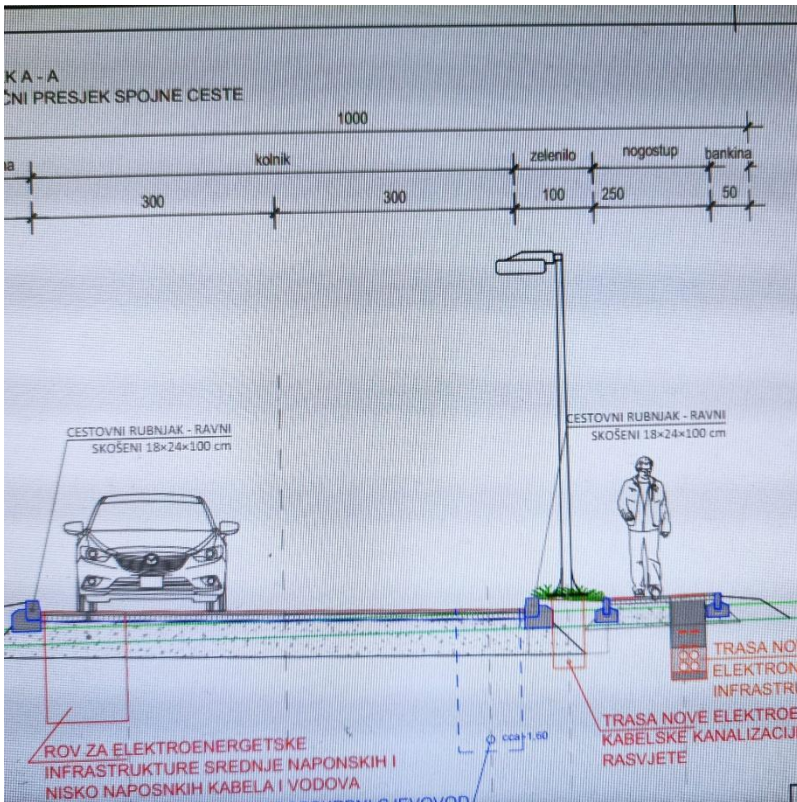 K A - A
ČNI PRESJEK SPOJNE CESTE
1000
na kolnik zelenilo nogostup bankina
300 300 100 250 50
CESTOVNI RUBNJAK - RAVNI
SKOŠENI 18×24×100 cm
CESTOVNI RUBNJAK - RAVNI
SKOŠENI 18×24×100 cm
TRASA NO
ELEKTRON
INFRASTRU
cca-1,60
TRASA NOVE ELEKTROE
KABELSKE KANALIZACIJ
RASVJETE
ROV ZA ELEKTROENERGETSKE
INFRASTRUKTURE SREDNJE NAPONSKIH I
NISKO NAPOSNKIH KABELA I VODOVA